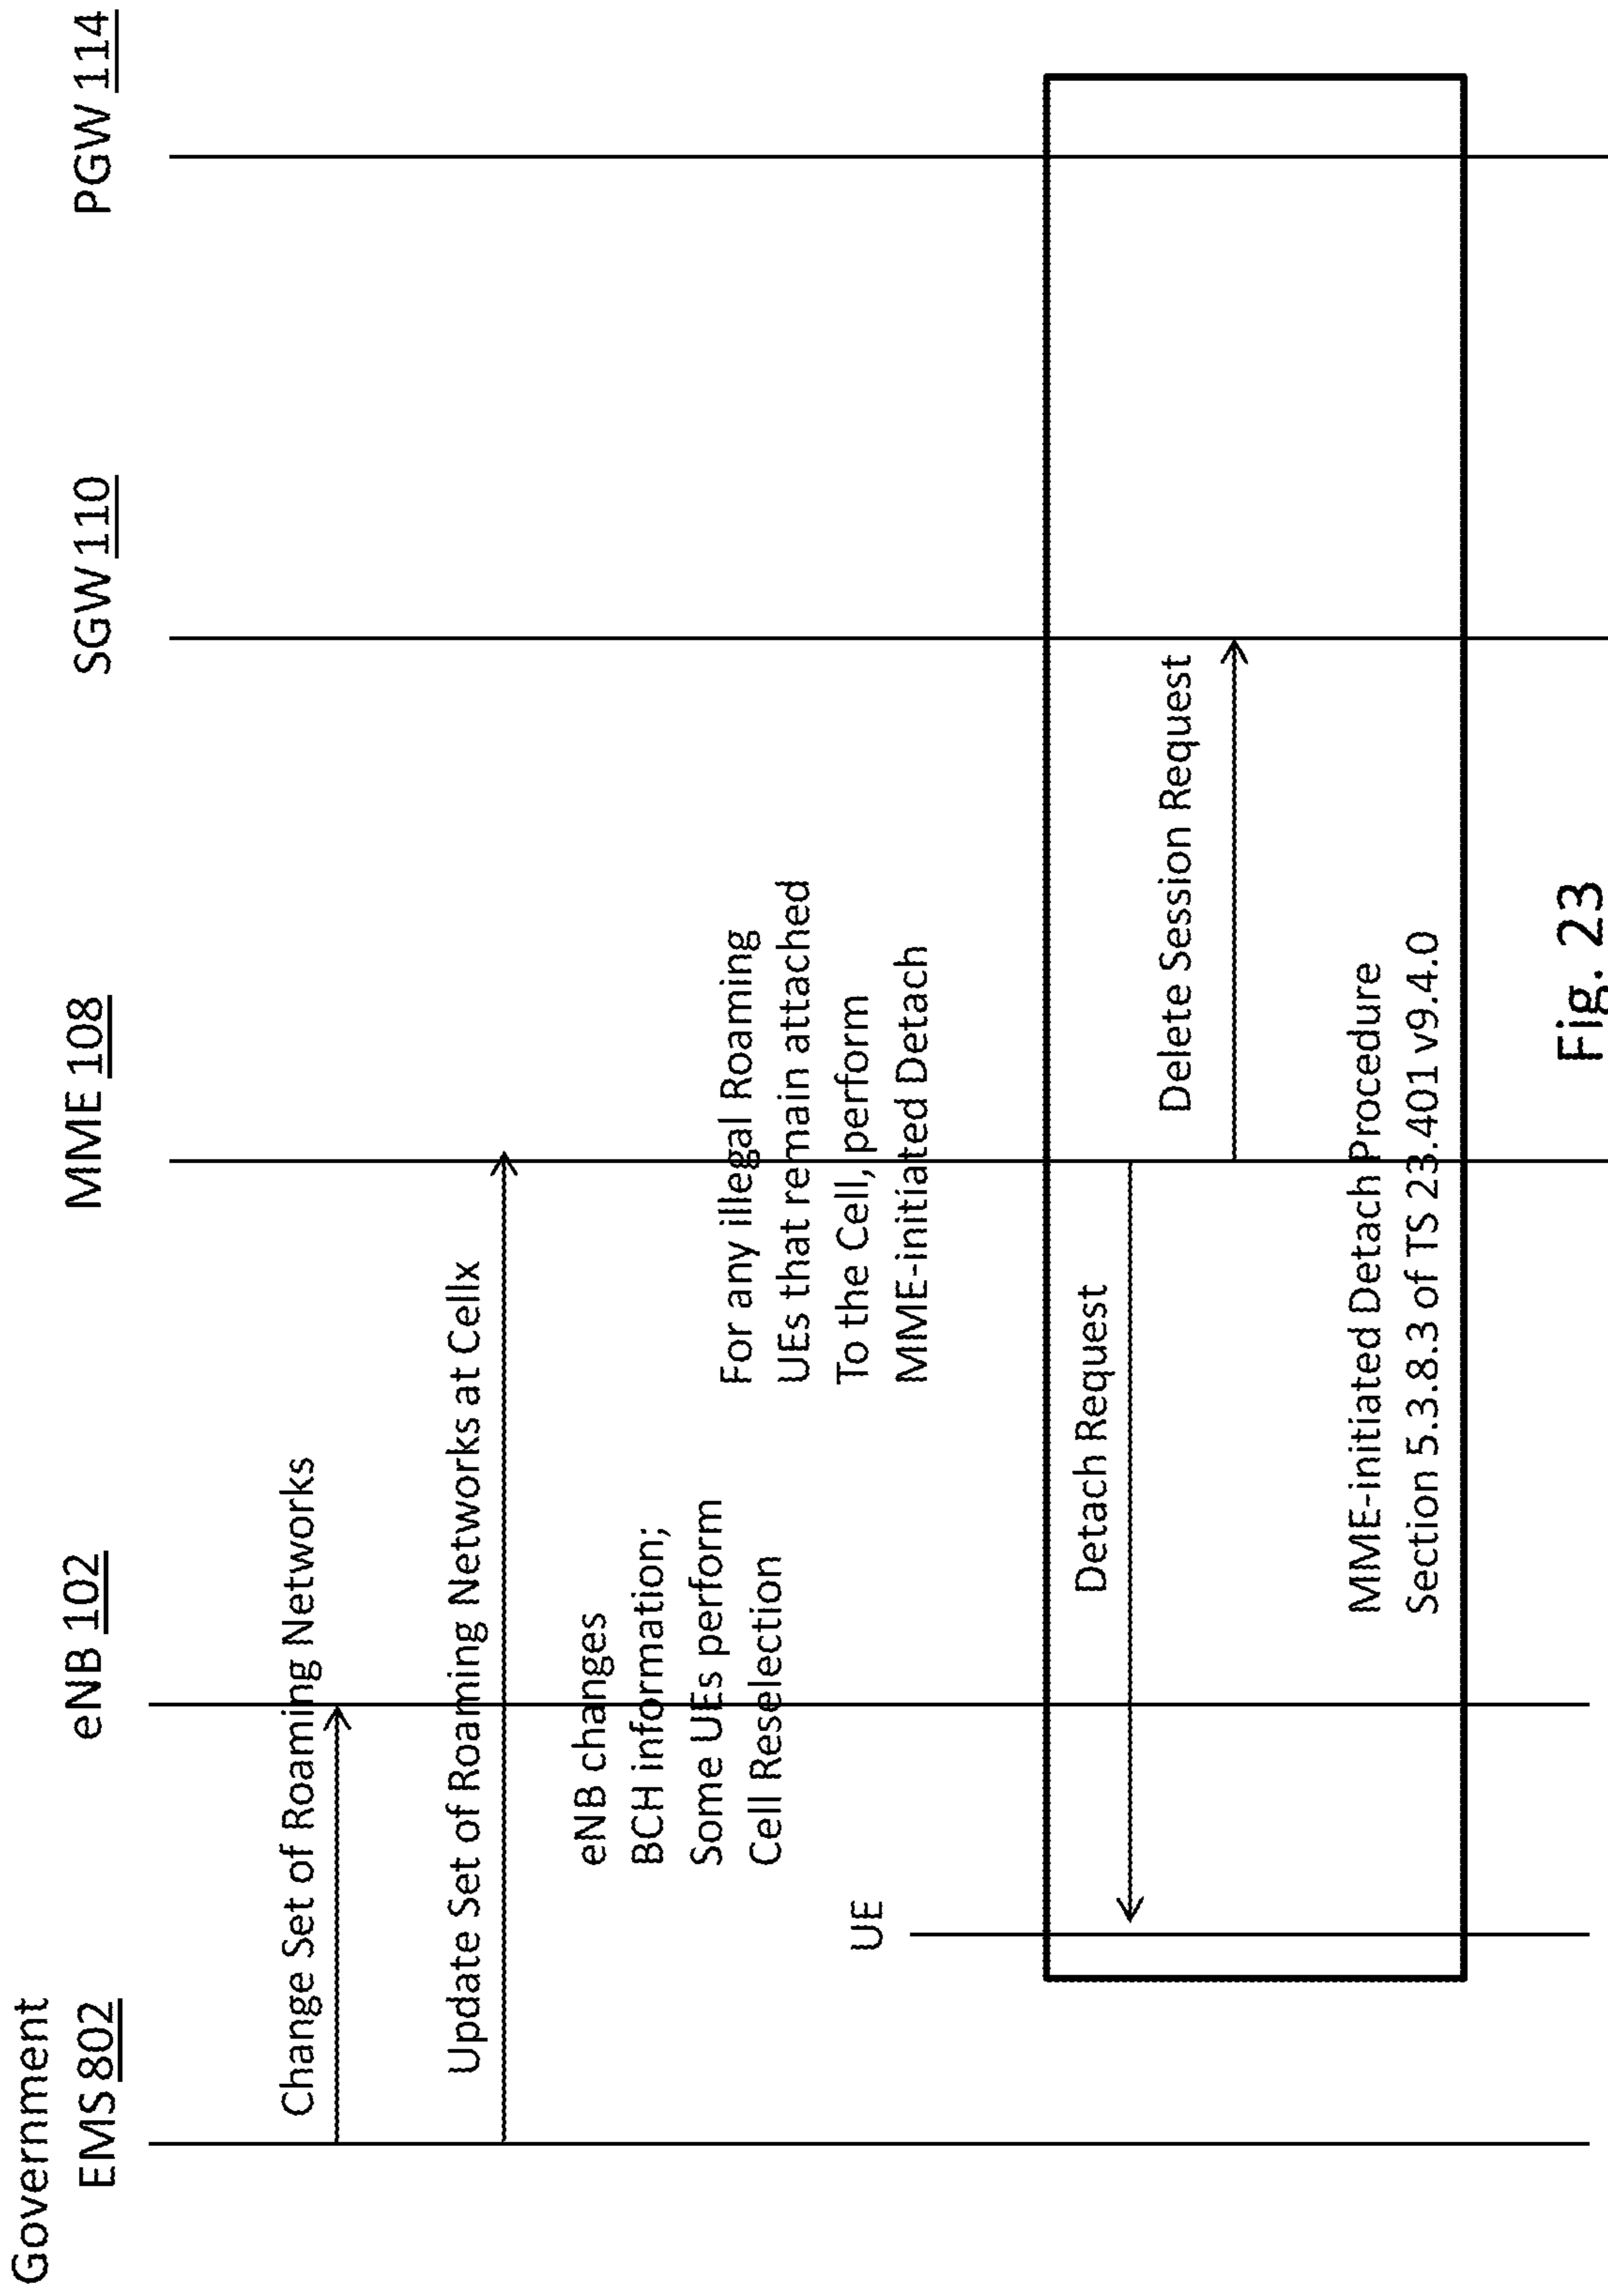 Government
EMS 802
eNB 102
MME 108
SGW 110
PGW 114
Change Set of Roaming Networks
Update Set of Roaming Networks at Cellx
eNB changes
BCH information;
Some UEs perform
Cell Reselection
For any illegal Roaming
UEs that remain attached
To the Cell, perform
MME-initiated Detach
UE
Detach Request
Delete Session Request
MME-initiated Detach Procedure
Section 5.3.8.3 of TS 23.401 v9.4.0
Fig. 23